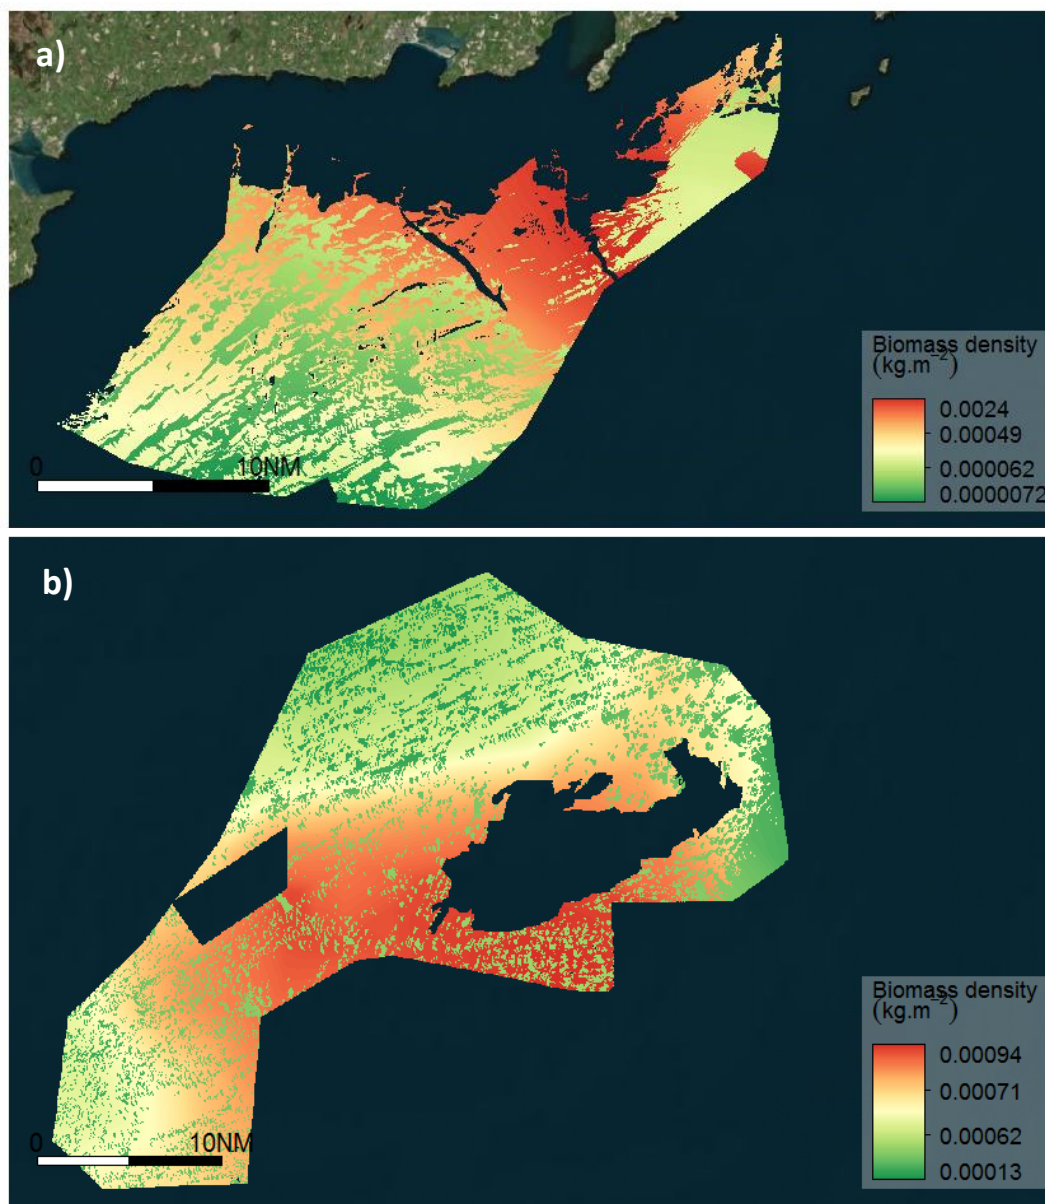 a)
Biomass density
(kg.m⁻²)
0.0024
0.00049
0.000062
0.0000072
0 10NM
b)
Biomass density
(kg.m⁻²)
0.00094
0.00071
0.00062
0.00013
0 10NM